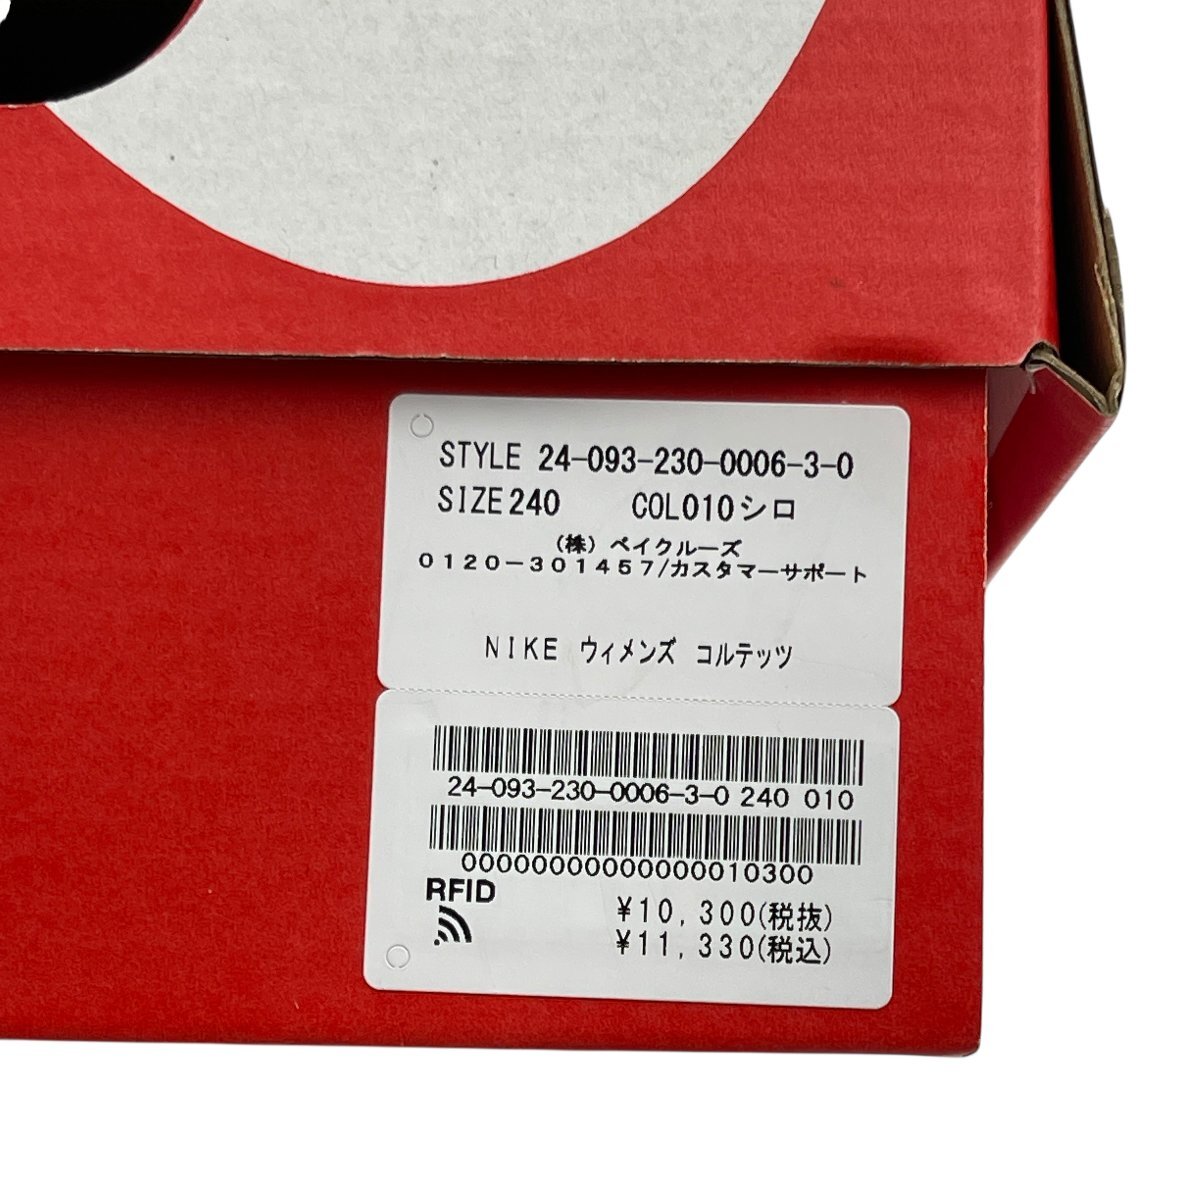 STYLE 24-093-230-0006-3-0
SIZE240 COL010シロ
(株) ベイクルーズ
0120-301457/カスタマーサポート
NIKE ウィメンズ コルテッツ
24-093-230-0006-3-0 240 010
00000000000000010300
RFID
¥10,300(税抜)
¥11,330(税込)